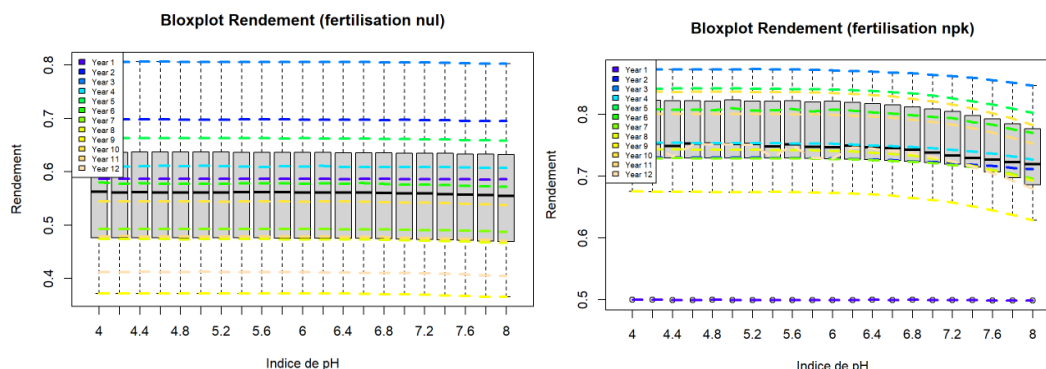 Bloxplot Rendement (fertilisation nul)
Rendement
0.8
0.7
0.6
0.5
0.4
Year 1
Year 2
Year 3
Year 4
Year 5
Year 6
Year 7
Year 8
Year 9
Year 10
Year 11
Year 12
4 4.4 4.8 5.2 5.6 6 6.4 6.8 7.2 7.6 8
Indice de pH
Bloxplot Rendement (fertilisation npk)
Rendement
0.8
0.7
0.6
0.5
Year 1
Year 2
Year 3
Year 4
Year 5
Year 6
Year 7
Year 8
Year 9
Year 10
Year 11
Year 12
4 4.4 4.8 5.2 5.6 6 6.4 6.8 7.2 7.6 8
Indice de pH